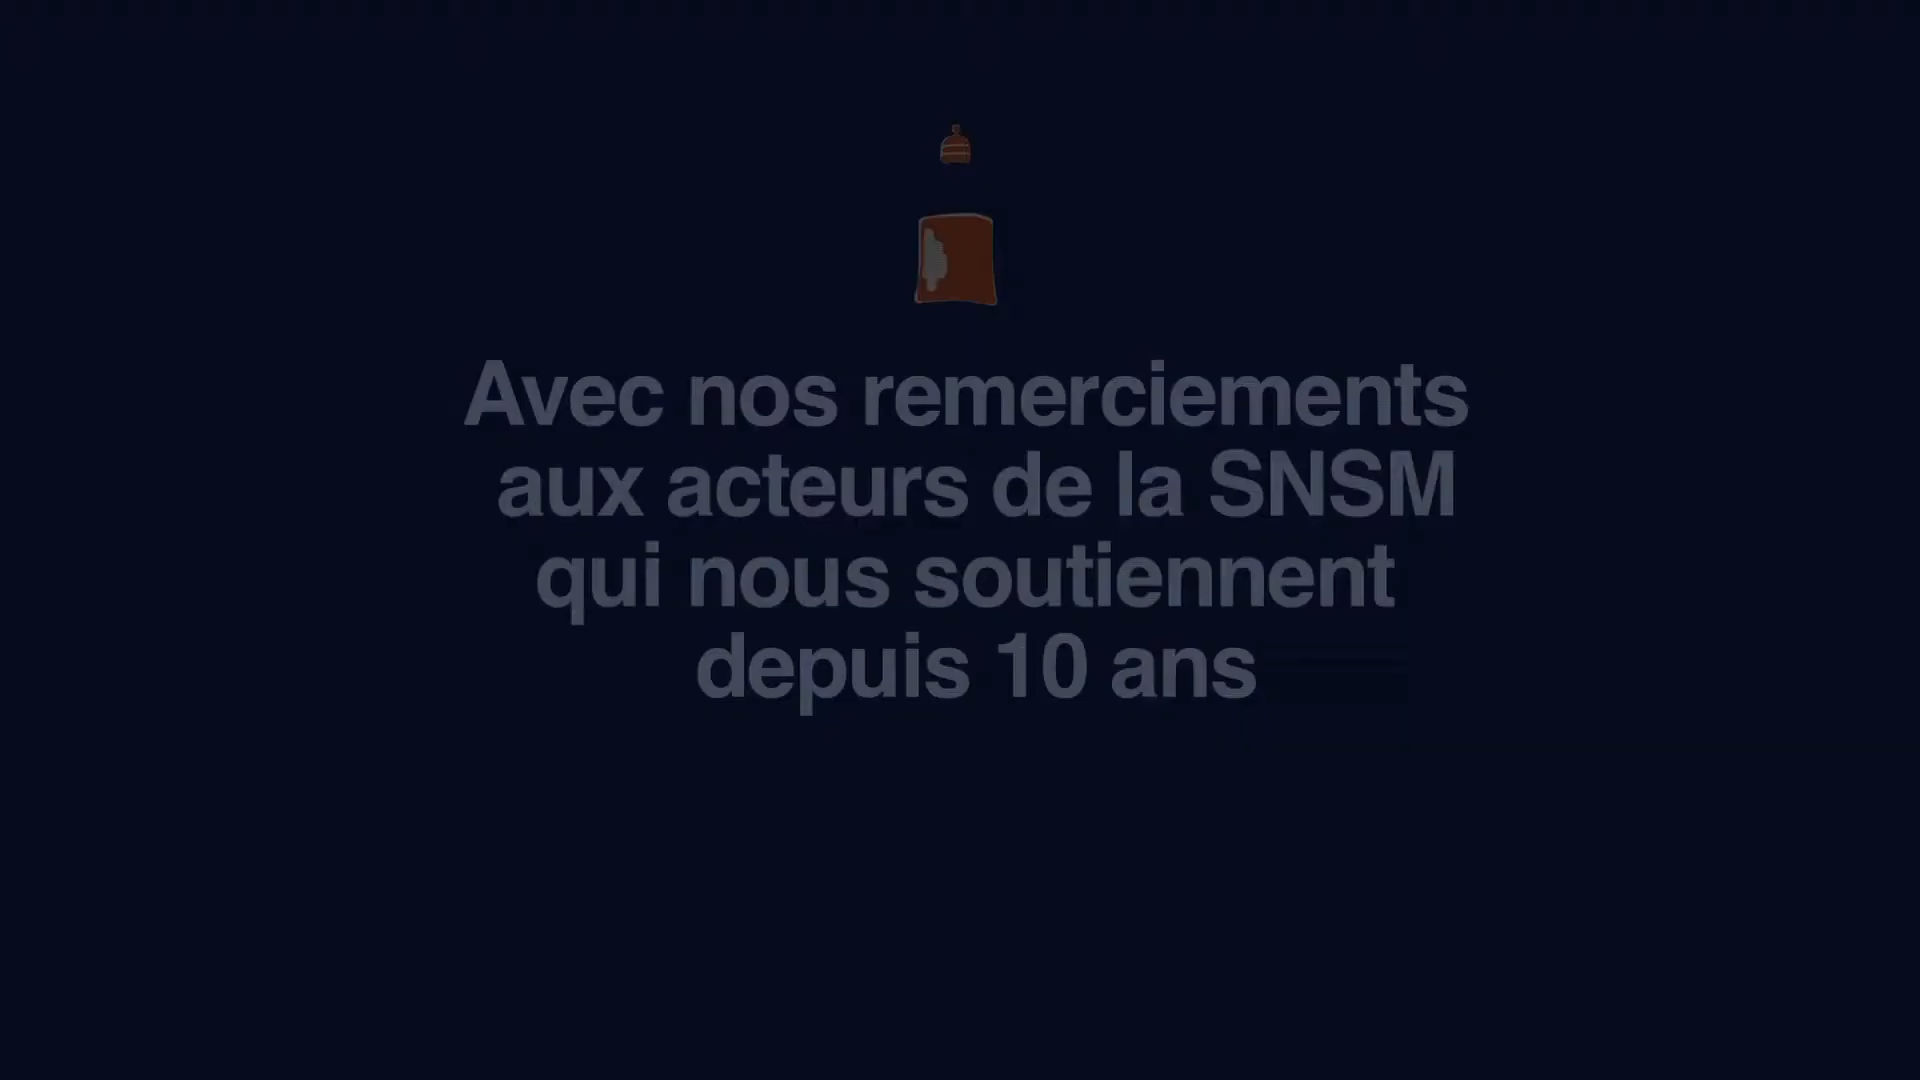 Avec nos remerciements
aux acteurs de la SNSM
qui nous soutiennent
depuis 10 ans